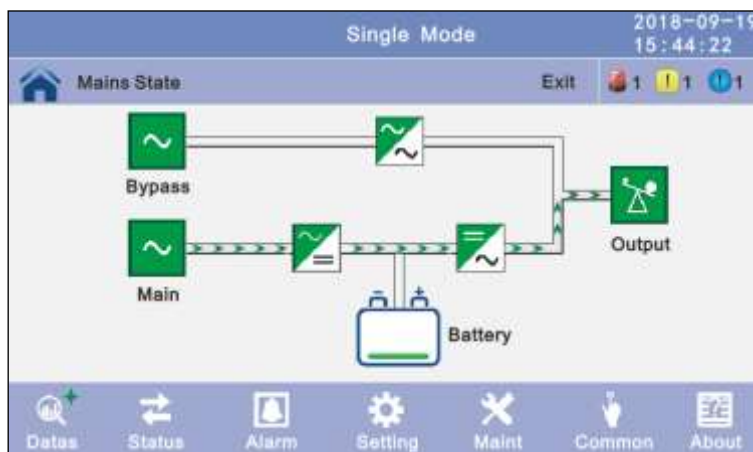 Single Mode
2018-09-19
15:44:22
Mains State
Exit
1
! 1
! 1
Bypass
Output
Main
Battery
Datas
Status
Alarm
Setting
Maint
Common
About